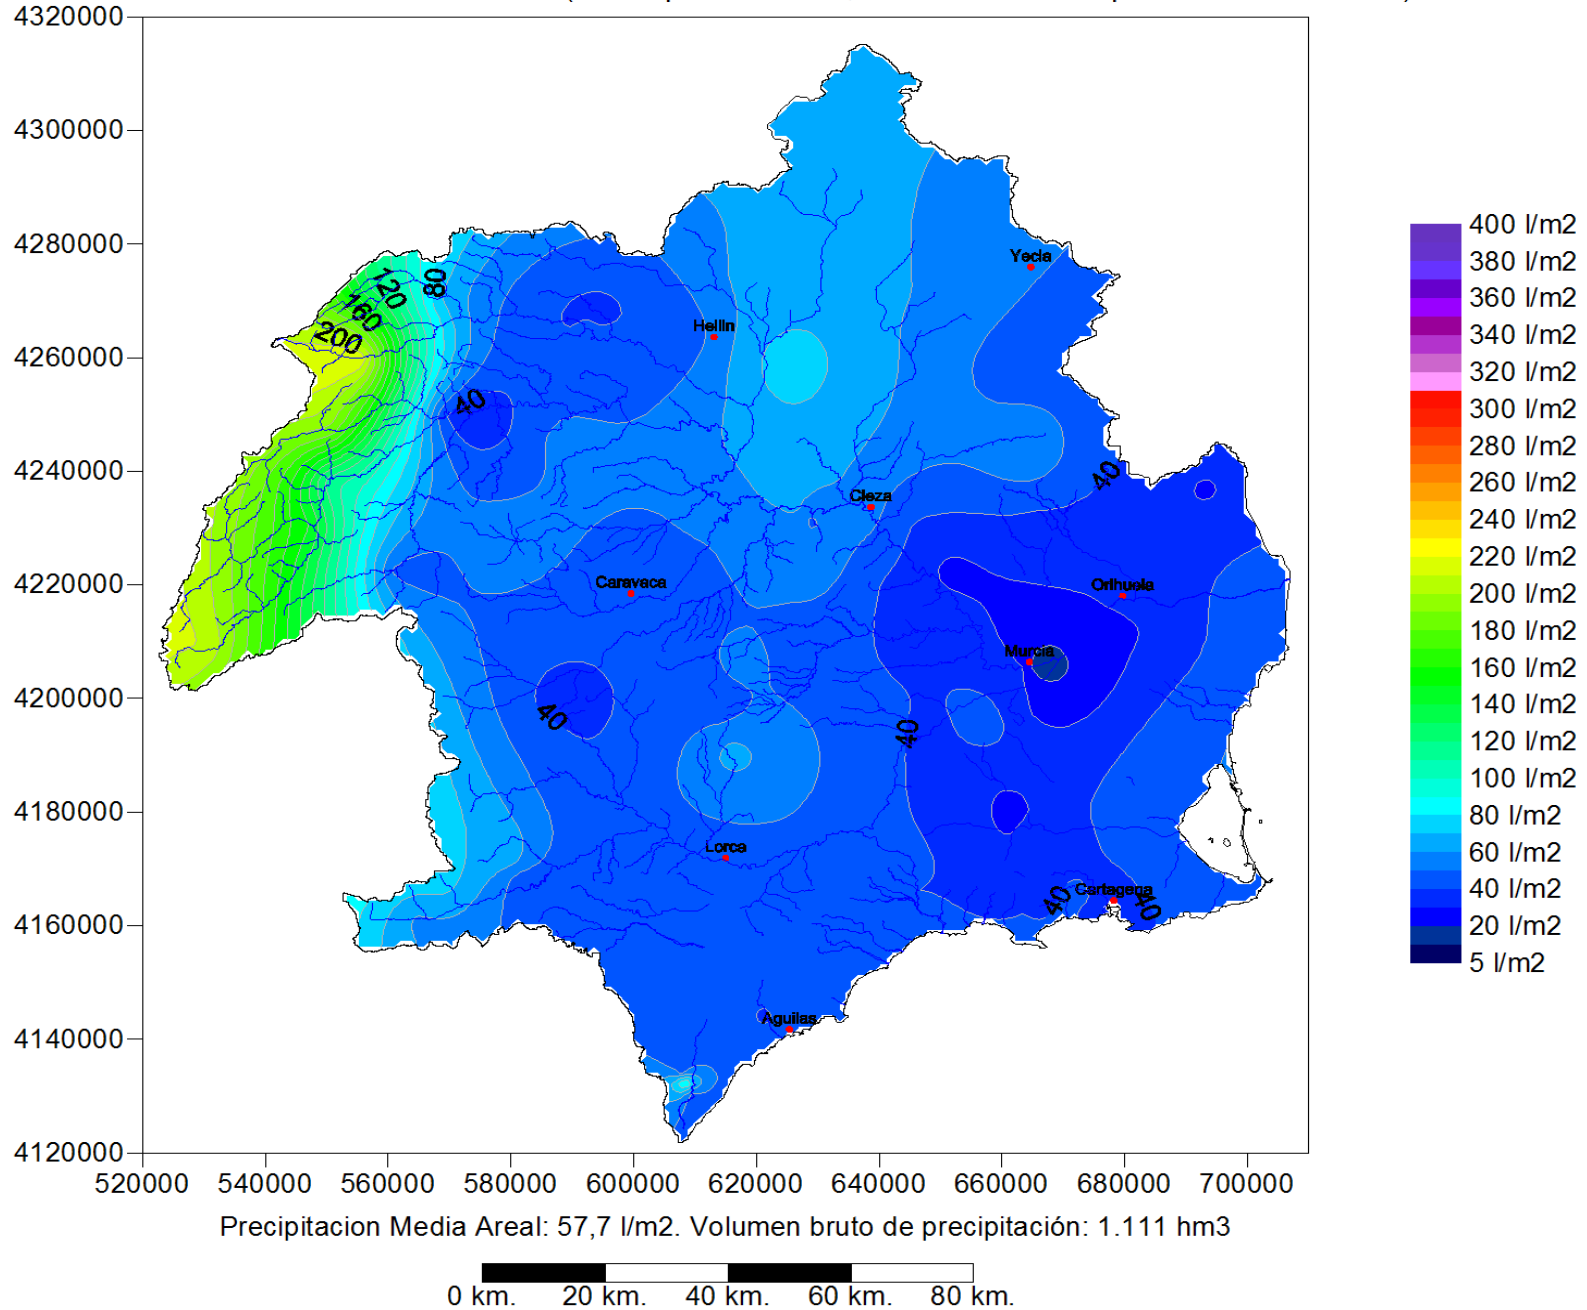 4320000
4300000
4280000
4260000
4240000
4220000
4200000
4180000
4160000
4140000
4120000
520000 540000 560000 580000 600000 620000 640000 660000 680000 700000
Yecla
Hellin
Cieza
Caravaca
Orihuela
Murcia
Lorca
Cartagena
Aguilas
80
120
160
200
40
40
40
40
40
40
400 l/m2
380 l/m2
360 l/m2
340 l/m2
320 l/m2
300 l/m2
280 l/m2
260 l/m2
240 l/m2
220 l/m2
200 l/m2
180 l/m2
160 l/m2
140 l/m2
120 l/m2
100 l/m2
80 l/m2
60 l/m2
40 l/m2
20 l/m2
5 l/m2
Precipitacion Media Areal: 57,7 l/m2. Volumen bruto de precipitación: 1.111 hm3
0 km. 20 km. 40 km. 60 km. 80 km.